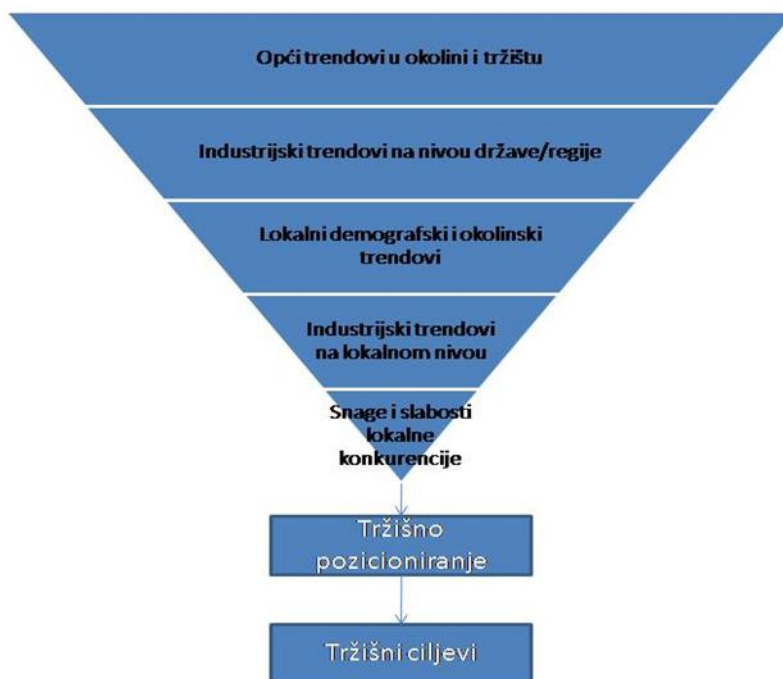 Opći trendovi u okolini i tržištu
Industrijski trendovi na nivou države/regije
Lokalni demografski i okolinski
trendovi
Industrijski trendovi
na lokalnom nivou
Snage i slabosti
lokalne
konkurencije
Tržišno
pozicioniranje
Tržišni ciljevi